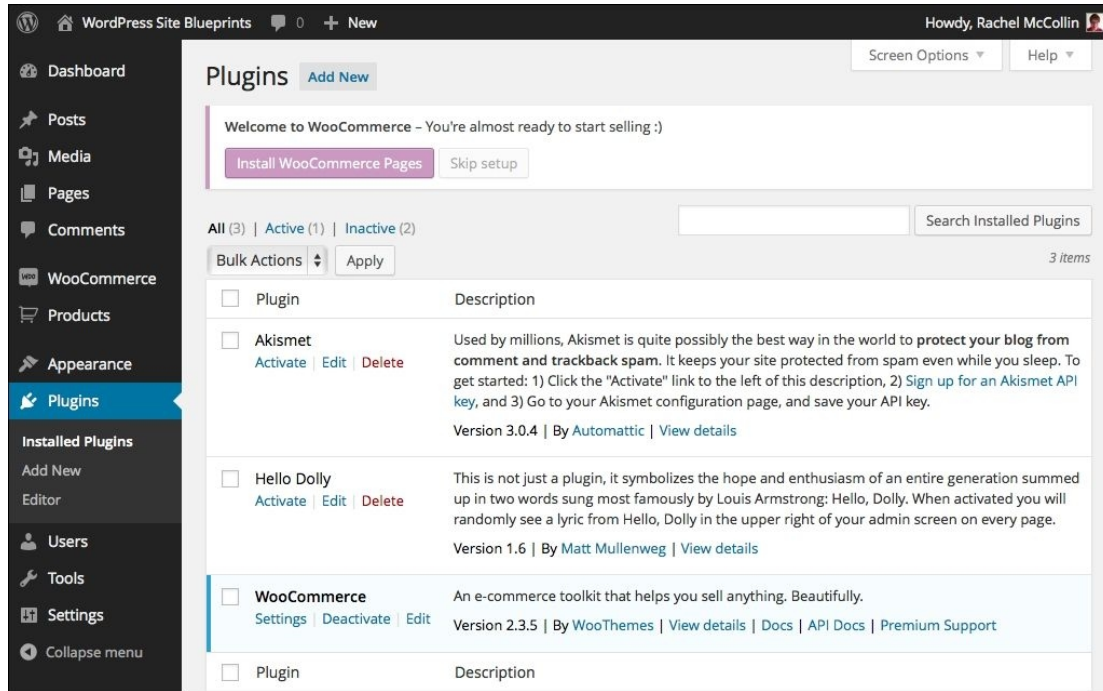 WordPress Site Blueprints 0 + New Howdy, Rachel McCollin
Screen Options Help
Dashboard
Posts
Media
Pages
Comments
WOO WooCommerce
Products
Appearance
Plugins
Installed Plugins
Add New
Editor
Users
Tools
Settings
Collapse menu
Plugins Add New
Welcome to WooCommerce – You're almost ready to start selling :)
Install WooCommerce Pages Skip setup
All (3) | Active (1) | Inactive (2)
Search Installed Plugins
Bulk Actions Apply
3 items
Plugin Description
Akismet
Activate | Edit | Delete
Used by millions, Akismet is quite possibly the best way in the world to protect your blog from
comment and trackback spam. It keeps your site protected from spam even while you sleep. To
get started: 1) Click the "Activate" link to the left of this description, 2) Sign up for an Akismet API
key, and 3) Go to your Akismet configuration page, and save your API key.
Version 3.0.4 | By Automattic | View details
Hello Dolly
Activate | Edit | Delete
This is not just a plugin, it symbolizes the hope and enthusiasm of an entire generation summed
up in two words sung most famously by Louis Armstrong: Hello, Dolly. When activated you will
randomly see a lyric from Hello, Dolly in the upper right of your admin screen on every page.
Version 1.6 | By Matt Mullenweg | View details
WooCommerce
Settings | Deactivate | Edit
An e-commerce toolkit that helps you sell anything. Beautifully.
Version 2.3.5 | By WooThemes | View details | Docs | API Docs | Premium Support
Plugin Description